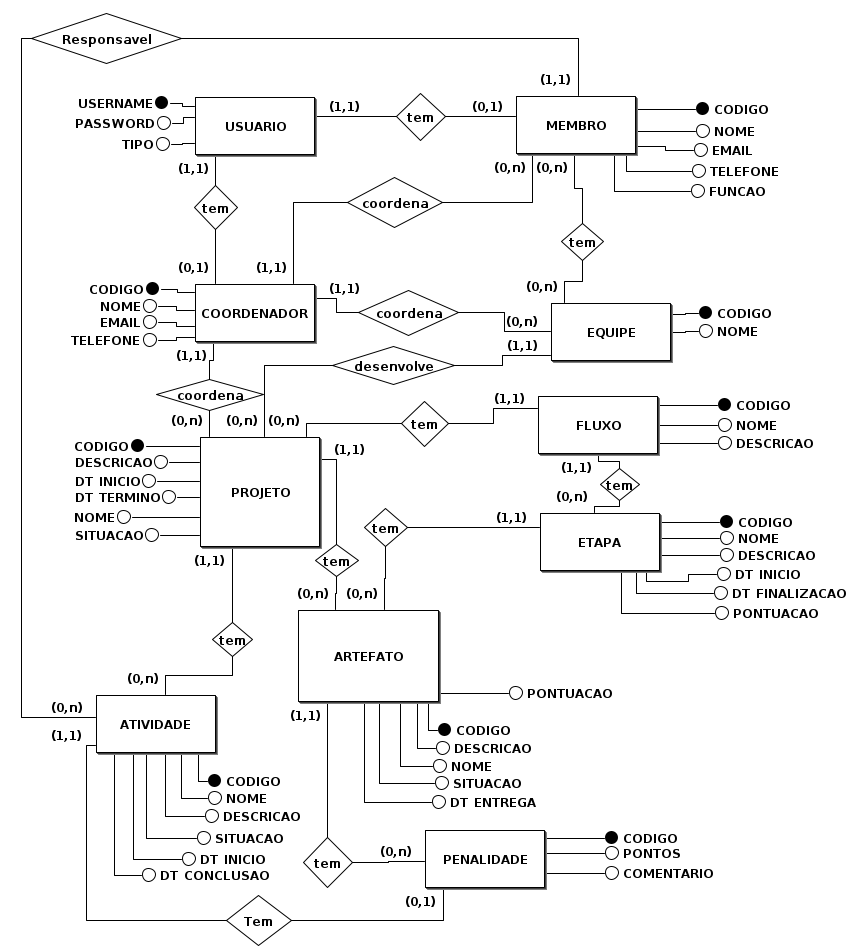 Responsavel
(1,1)
USERNAME
PASSWORD
TIPO
USUARIO
(1,1)
tem
(0,1)
MEMBRO
CODIGO
NOME
EMAIL
TELEFONE
FUNCAO
(1,1)
(0,n)
(0,n)
tem
coordena
tem
(0,1)
(1,1)
(0,n)
CODIGO
NOME
EMAIL
TELEFONE
COORDENADOR
(1,1)
coordena
(0,n)
EQUIPE
CODIGO
NOME
(1,1)
desenvolve
(1,1)
coordena
(0,n)
(0,n)
(0,n)
tem
(1,1)
FLUXO
CODIGO
NOME
DESCRICAO
CODIGO
DESCRICAO
DT INICIO
DT TERMINO
NOME
SITUACAO
PROJETO
(1,1)
(1,1)
tem
(0,n)
tem
(1,1)
ETAPA
CODIGO
NOME
DESCRICAO
DT INICIO
DT FINALIZACAO
PONTUACAO
(1,1)
tem
(0,n)
(0,n)
tem
ARTEFATO
(0,n)
PONTUACAO
(0,n)
(1,1)
ATIVIDADE
(1,1)
CODIGO
DESCRICAO
NOME
SITUACAO
DT ENTREGA
CODIGO
NOME
DESCRICAO
SITUACAO
DT INICIO
DT CONCLUSAO
tem
(0,n)
PENALIDADE
CODIGO
PONTOS
COMENTARIO
(0,1)
Tem